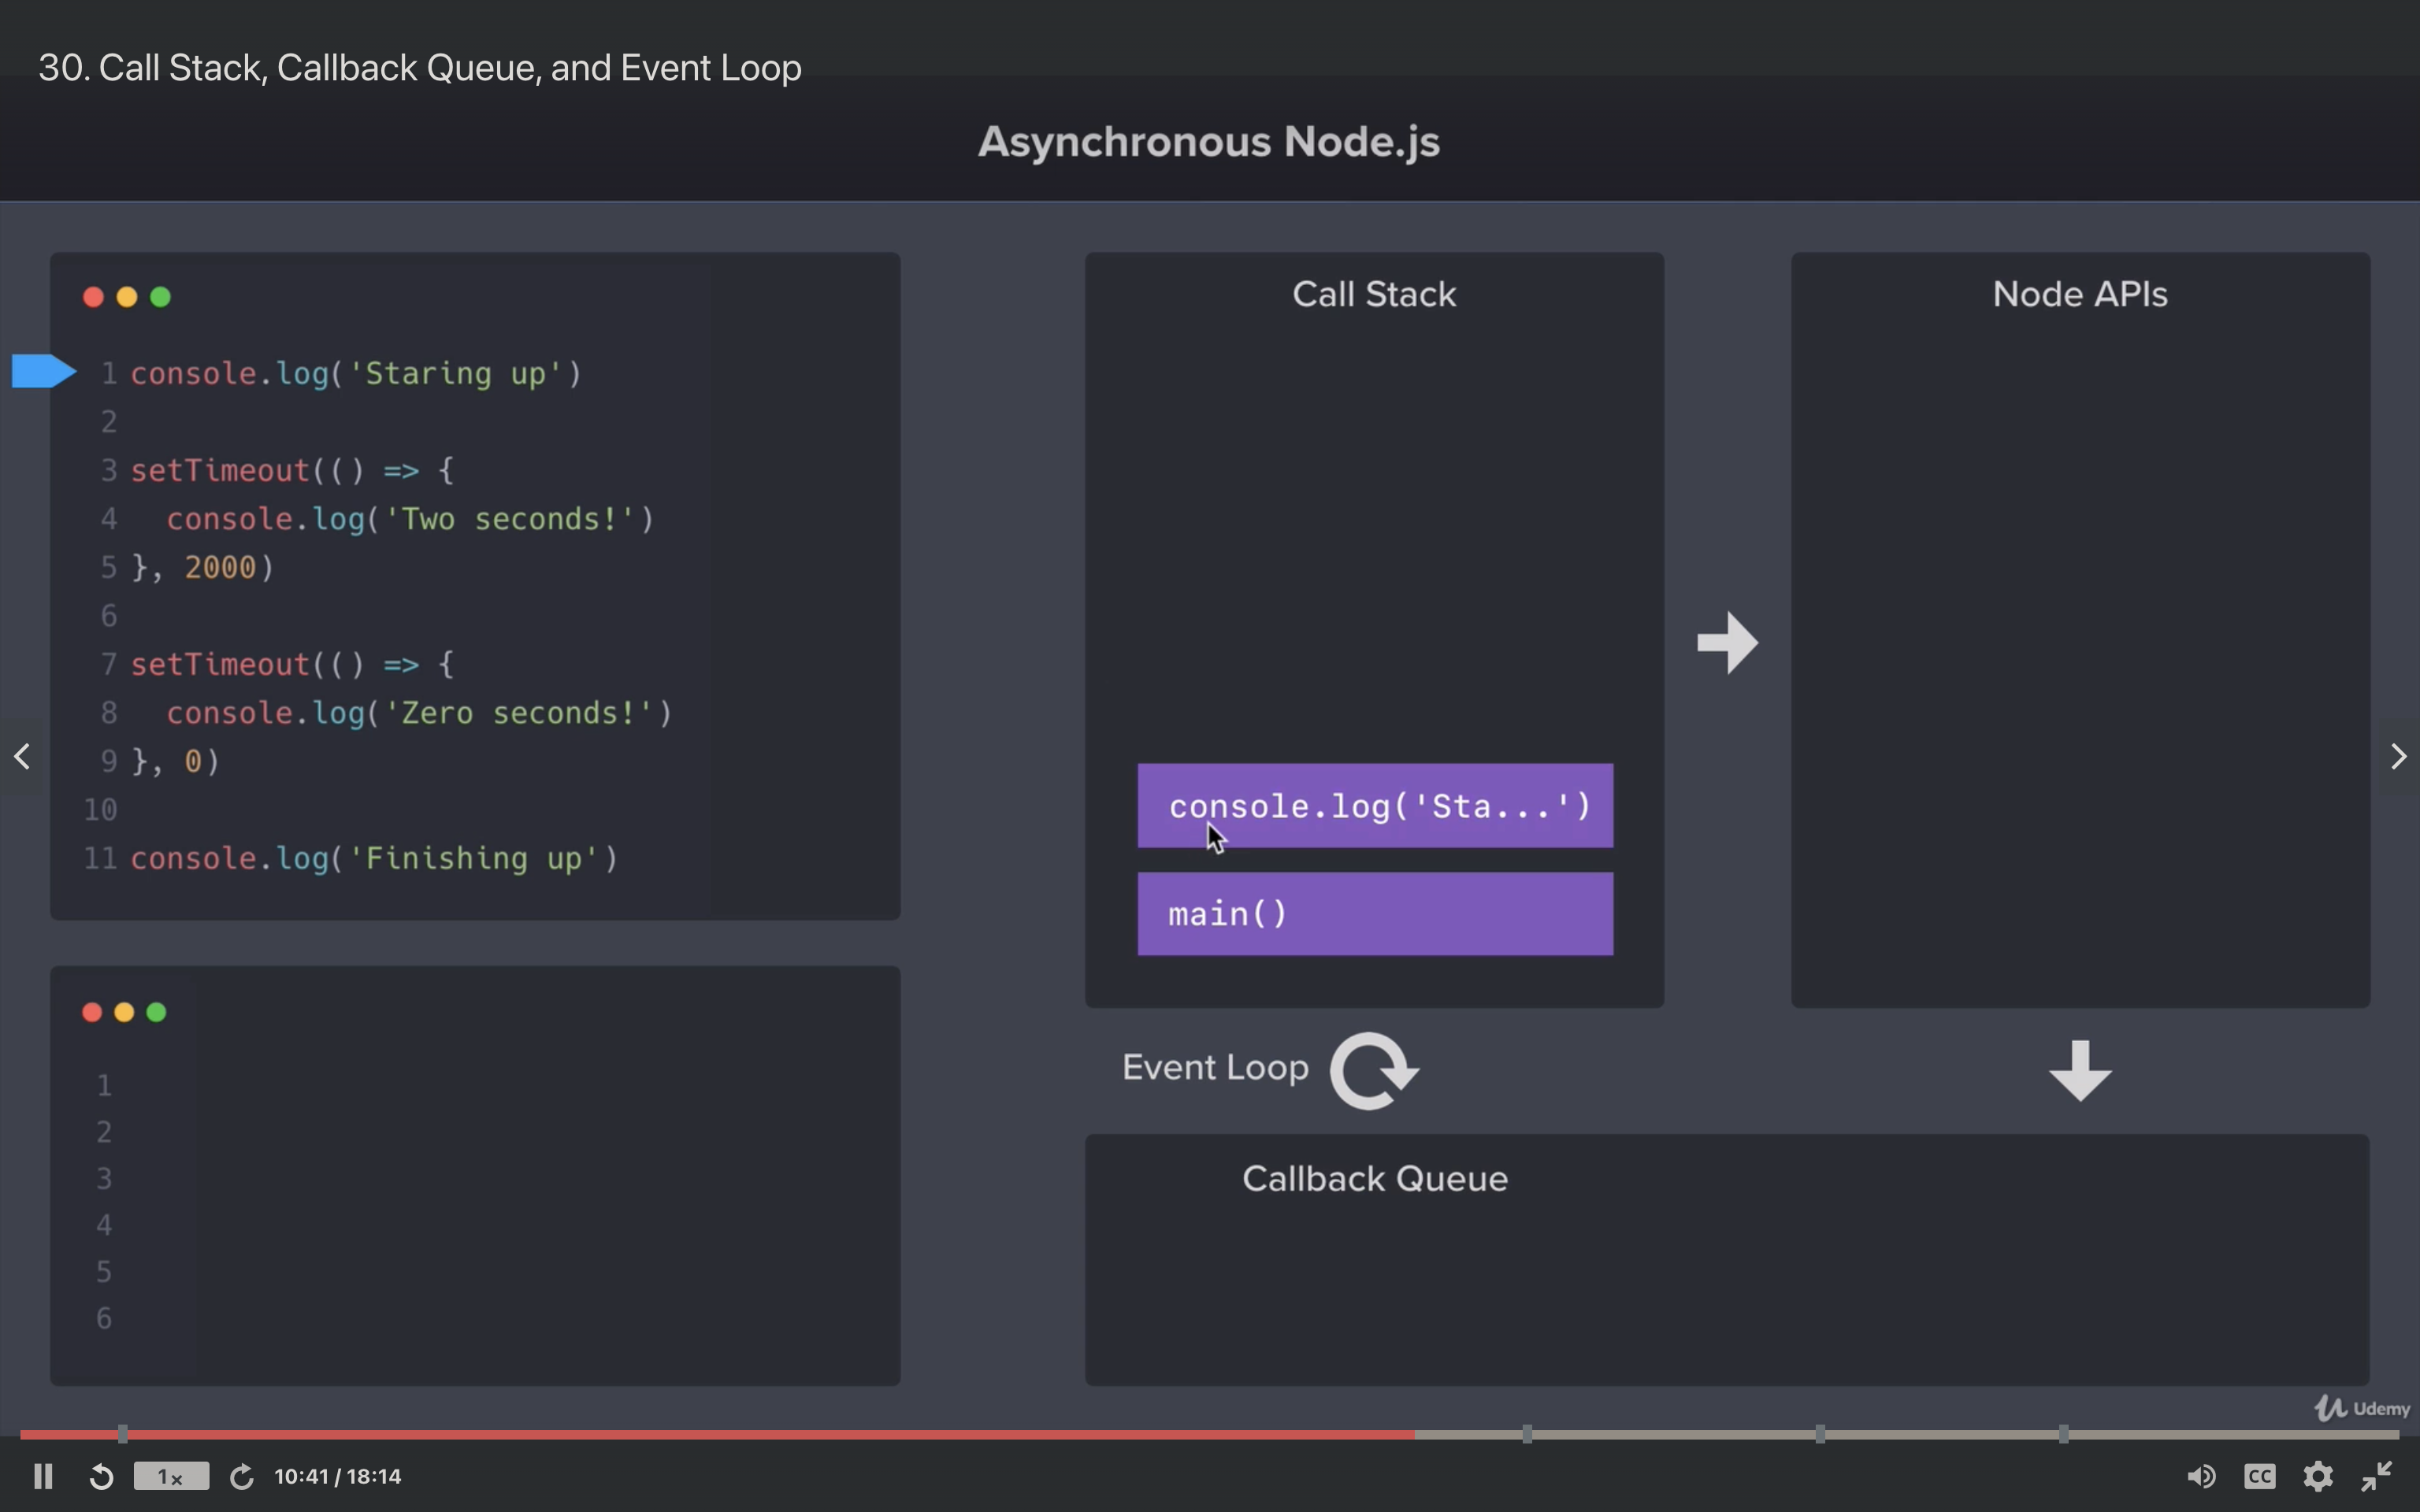 30. Call Stack, Callback Queue, and Event Loop
Asynchronous Node.js
1 console.log('Staring up')
2
3 setTimeout(() => {
4   console.log('Two seconds!')
5 }, 2000)
6
7 setTimeout(() => {
8   console.log('Zero seconds!')
9 }, 0)
10
11 console.log('Finishing up')
1
2
3
4
5
6
Call Stack
console.log('Sta...')
main()
Node APIs
Event Loop
Callback Queue
Udemy
1x
10:41 / 18:14
CC